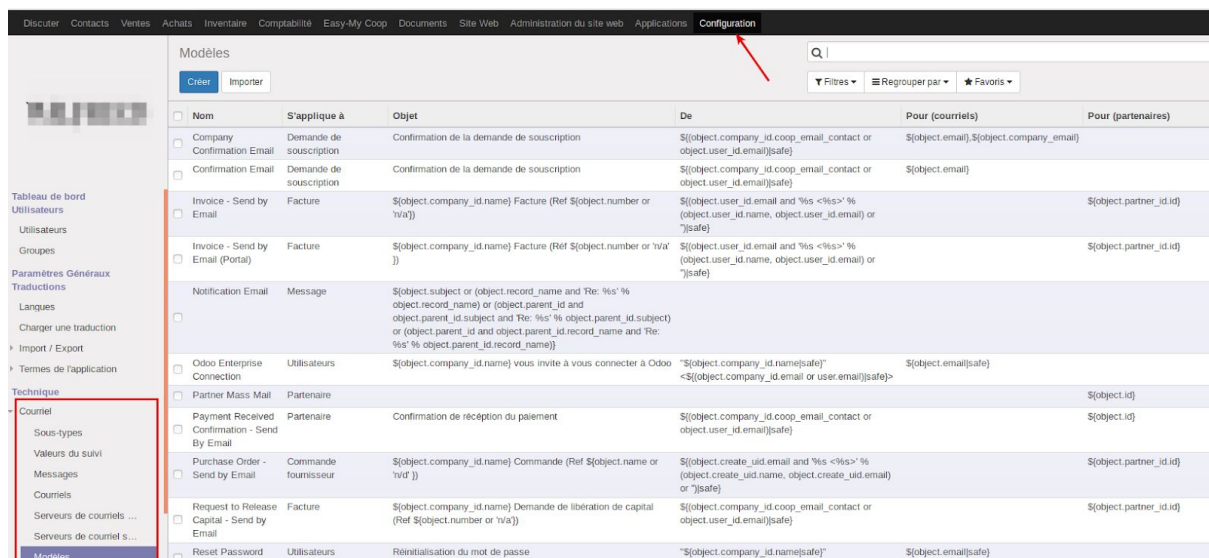 Discuter Contacts Ventes Achats Inventaire Comptabilité Easy-My Coop Documents Site Web Administration du site web Applications Configuration
Modèles
Créer Importer
Filtres Regrouper par Favoris
Tableau de bord
Utilisateurs
Utilisateurs
Groupes
Paramètres Généraux
Traductions
Langues
Charger une traduction
Import / Export
Termes de l'application
Technique
Courriel
Sous-types
Valeurs du suivi
Messages
Courriels
Serveurs de courriels ...
Serveurs de courriel s...
Modèles
Nom S'applique à Objet De Pour (courriels) Pour (partenaires)
Company Demande de Confirmation de la demande de souscription ${(object.company_id.coop_email_contact or ${object.email},${object.company_email}
Confirmation Email souscription object.user_id.email)|safe}
Confirmation Email Demande de Confirmation de la demande de souscription ${(object.company_id.coop_email_contact or ${object.email}
souscription object.user_id.email)|safe}
Invoice - Send by Facture ${object.company_id.name} Facture (Ref ${object.number or ${(object.user_id.email and '%s <%s>' % ${object.partner_id.id}
Email 'n/a'}) (object.user_id.name, object.user_id.email) or
'')|safe}
Invoice - Send by Facture ${object.company_id.name} Facture (Réf ${object.number or 'n/a' ${(object.user_id.email and '%s <%s>' % ${object.partner_id.id}
Email (Portal) }) (object.user_id.name, object.user_id.email) or
'')|safe}
Notification Email Message ${object.subject or (object.record_name and 'Re: %s' %
object.record_name) or (object.parent_id and
object.parent_id.subject and 'Re: %s' % object.parent_id.subject)
or (object.parent_id and object.parent_id.record_name and 'Re:
%s' % object.parent_id.record_name)}
Odoo Enterprise Utilisateurs ${object.company_id.name} vous invite à vous connecter à Odoo "${object.company_id.name|safe}" ${object.email|safe}
Connection <${(object.company_id.email or user.email)|safe}>
Partner Mass Mail Partenaire ${object.id}
Payment Received Partenaire Confirmation de récéption du paiement ${(object.company_id.coop_email_contact or ${object.id}
Confirmation - Send object.user_id.email)|safe}
By Email
Purchase Order - Commande ${object.company_id.name} Commande (Ref ${object.name or ${(object.create_uid.email and '%s <%s>' % ${object.partner_id.id}
Send by Email fournisseur 'n/d' }) (object.create_uid.name, object.create_uid.email)
or '')|safe}
Request to Release Facture ${object.company_id.name} Demande de libération de capital ${(object.company_id.coop_email_contact or ${object.partner_id.id}
Capital - Send by (Ref ${object.number or 'n/a'}) object.user_id.email)|safe}
Email
Reset Password Utilisateurs Réinitialisation du mot de passe "${object.company_id.name|safe}" ${object.email|safe}